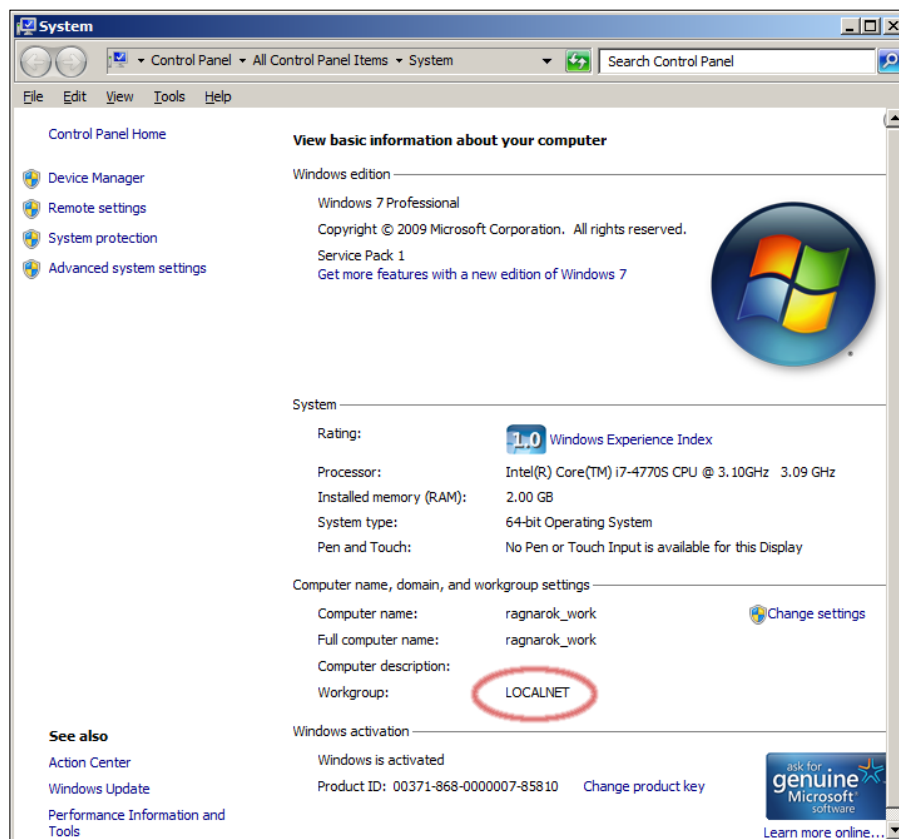 System
Control Panel All Control Panel Items System
Search Control Panel
File Edit View Tools Help
Control Panel Home
Device Manager
Remote settings
System protection
Advanced system settings
View basic information about your computer
Windows edition
Windows 7 Professional
Copyright © 2009 Microsoft Corporation. All rights reserved.
Service Pack 1
Get more features with a new edition of Windows 7
System
Rating: 1.0 Windows Experience Index
Processor: Intel(R) Core(TM) i7-4770S CPU @ 3.10GHz 3.09 GHz
Installed memory (RAM): 2.00 GB
System type: 64-bit Operating System
Pen and Touch: No Pen or Touch Input is available for this Display
Computer name, domain, and workgroup settings
Computer name: ragnarok_work
Change settings
Full computer name: ragnarok_work
Computer description:
Workgroup: LOCALNET
Windows activation
Windows is activated
Product ID: 00371-868-0000007-85810 Change product key
ask for
genuine
Microsoft
software
Learn more online...
See also
Action Center
Windows Update
Performance Information and
Tools